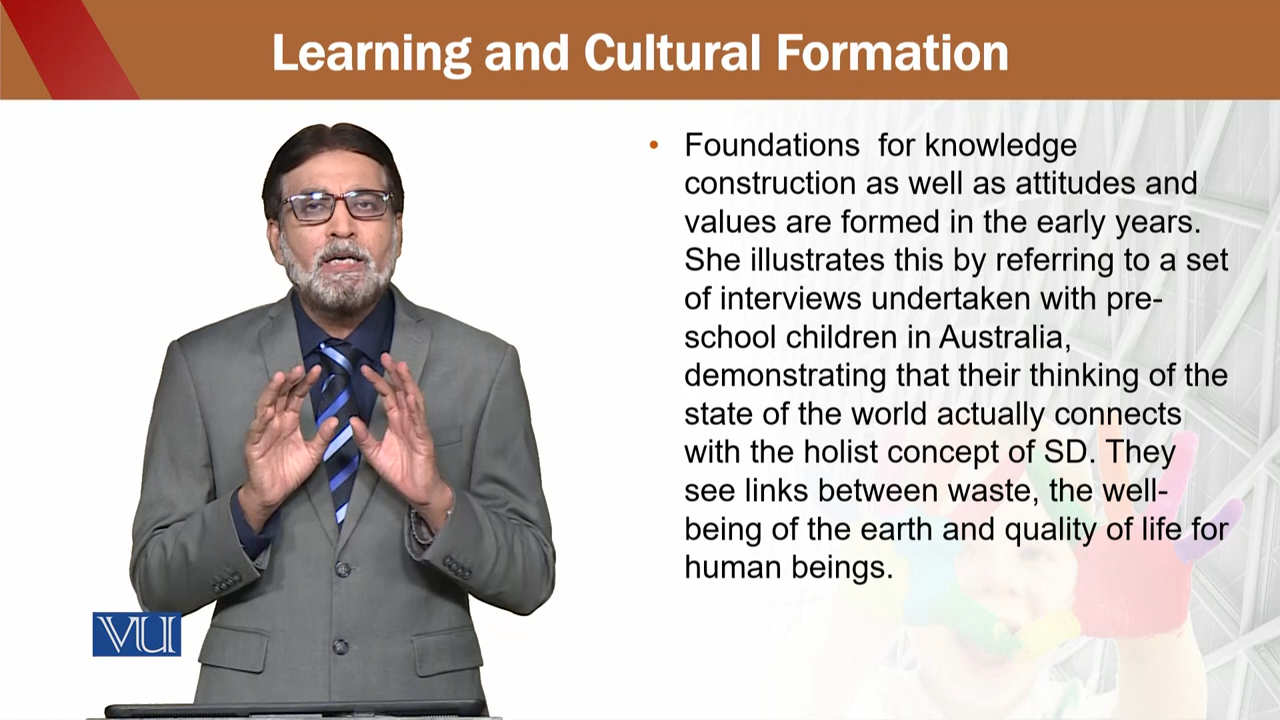 Learning and Cultural Formation
• Foundations  for knowledge
construction as well as attitudes and
values are formed in the early years.
She illustrates this by referring to a set
of interviews undertaken with pre-
school children in Australia,
demonstrating that their thinking of the
state of the world actually connects
with the holist concept of SD. They
see links between waste, the well-
being of the earth and quality of life for
human beings.
VU